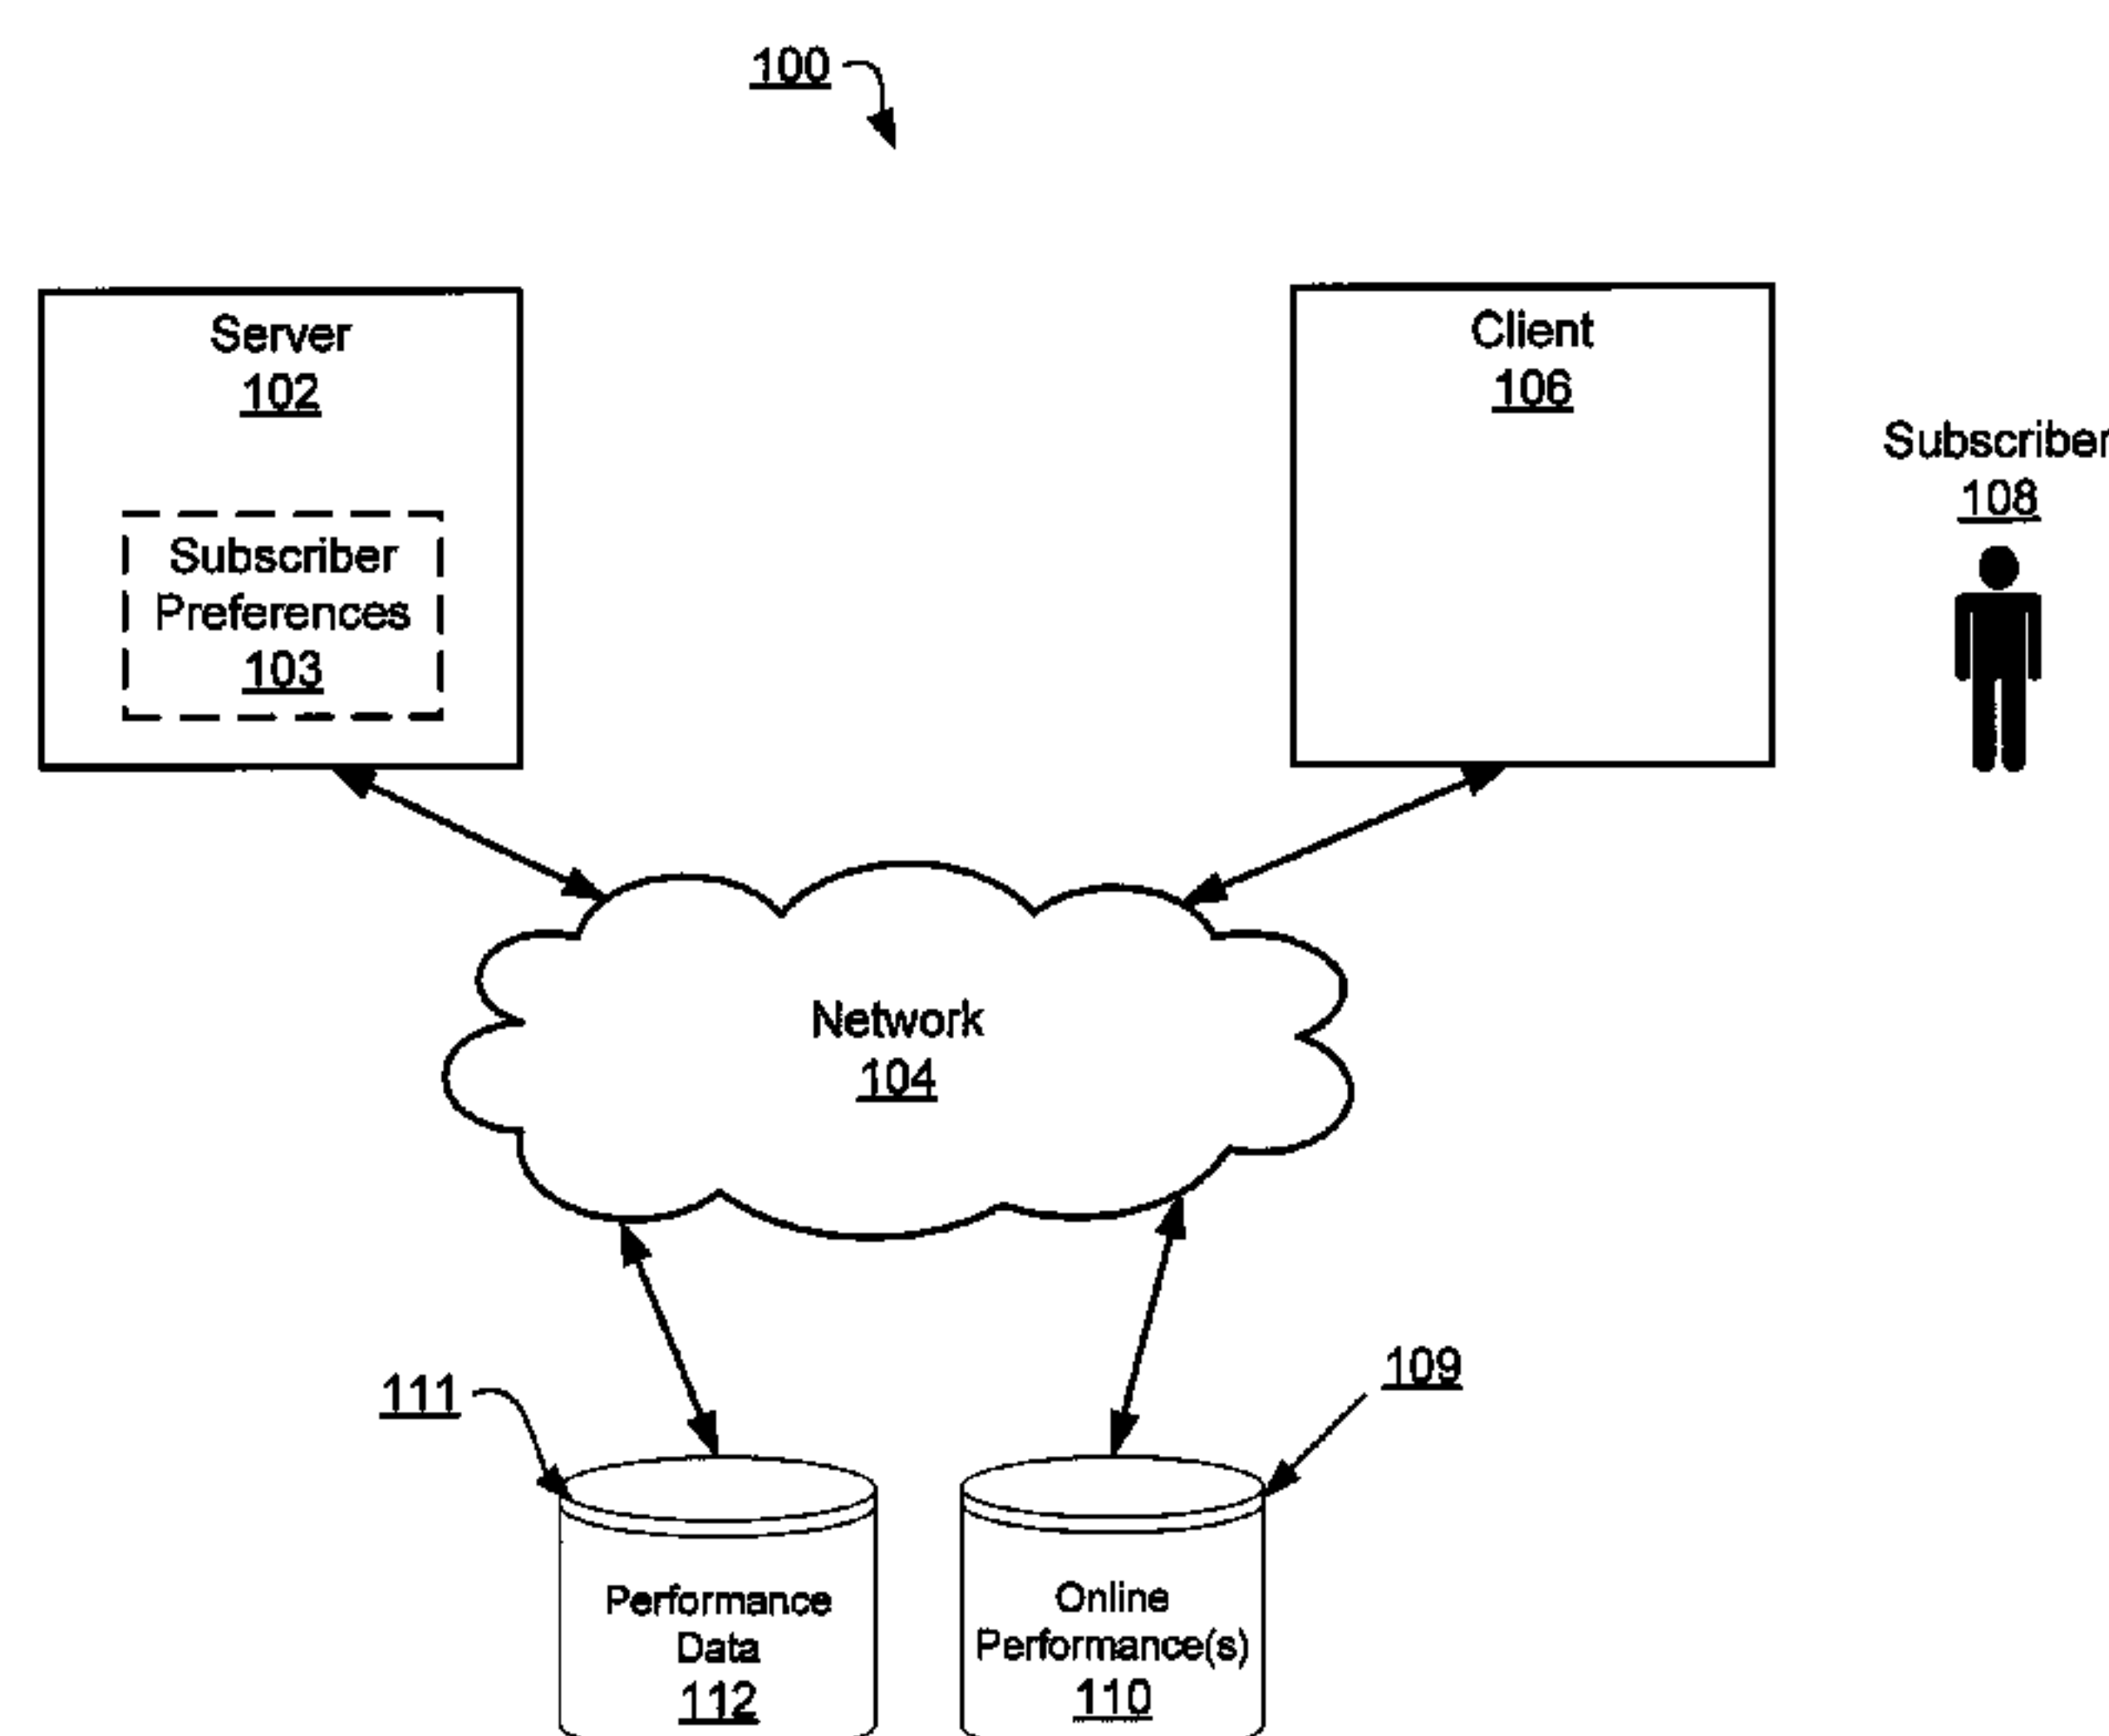 100
Server
102
Subscriber
Preferences
103
Client
106
Subscriber
108
Network
104
111
109
Performance
Data
112
Online
Performance(s)
110